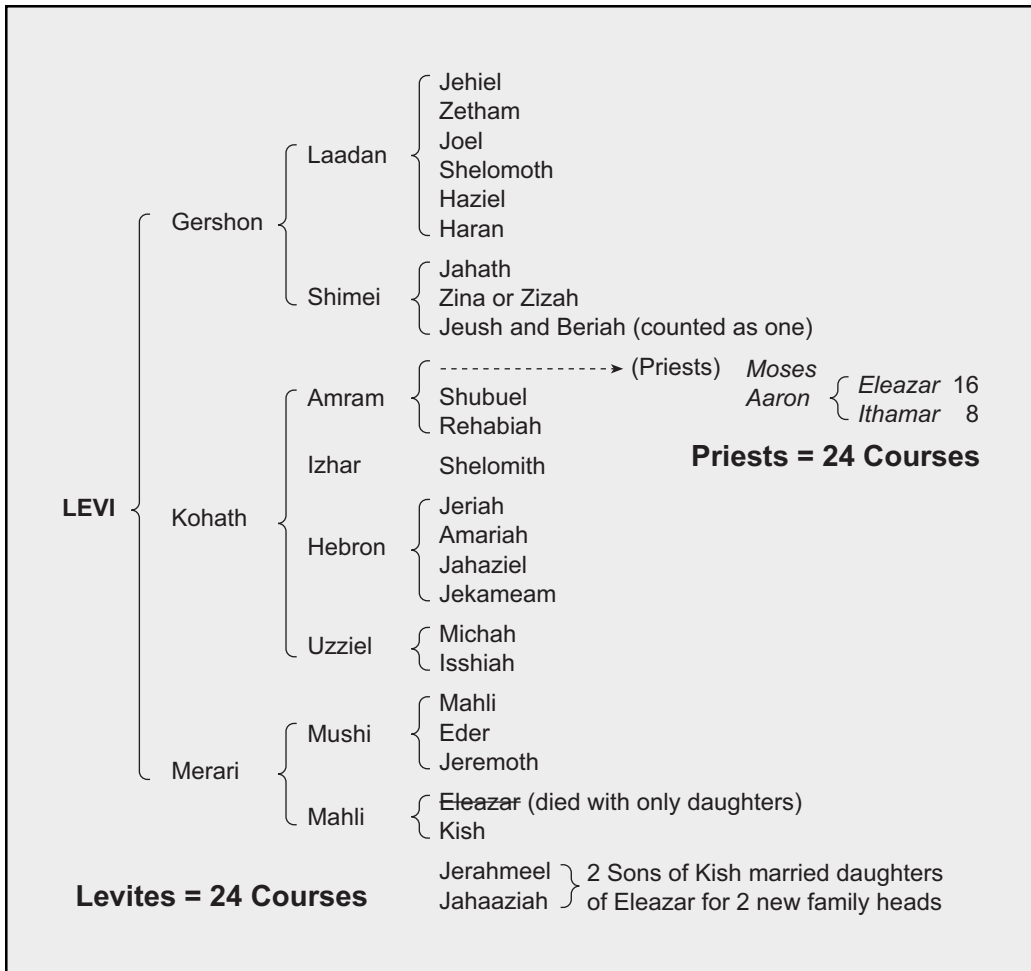 Jehiel
Zetham
Joel
Laadan
Shelomoth
Haziel
Haran
Gershon
Jahath
Shimei
Zina or Zizah
Jeush and Beriah (counted as one)
(Priests) Moses
Amram
Shubuel
Aaron
Eleazar 16
Rehabiah
Ithamar 8
Izhar
Shelomith
Priests = 24 Courses
LEVI
Kohath
Jeriah
Hebron
Amariah
Jahaziel
Jekameam
Uzziel
Michah
Isshiah
Mahli
Mushi
Eder
Jeremoth
Merari
Eleazar (died with only daughters)
Mahli
Kish
Jerahmeel
Jahaaziah
2 Sons of Kish married daughters
of Eleazar for 2 new family heads
Levites = 24 Courses